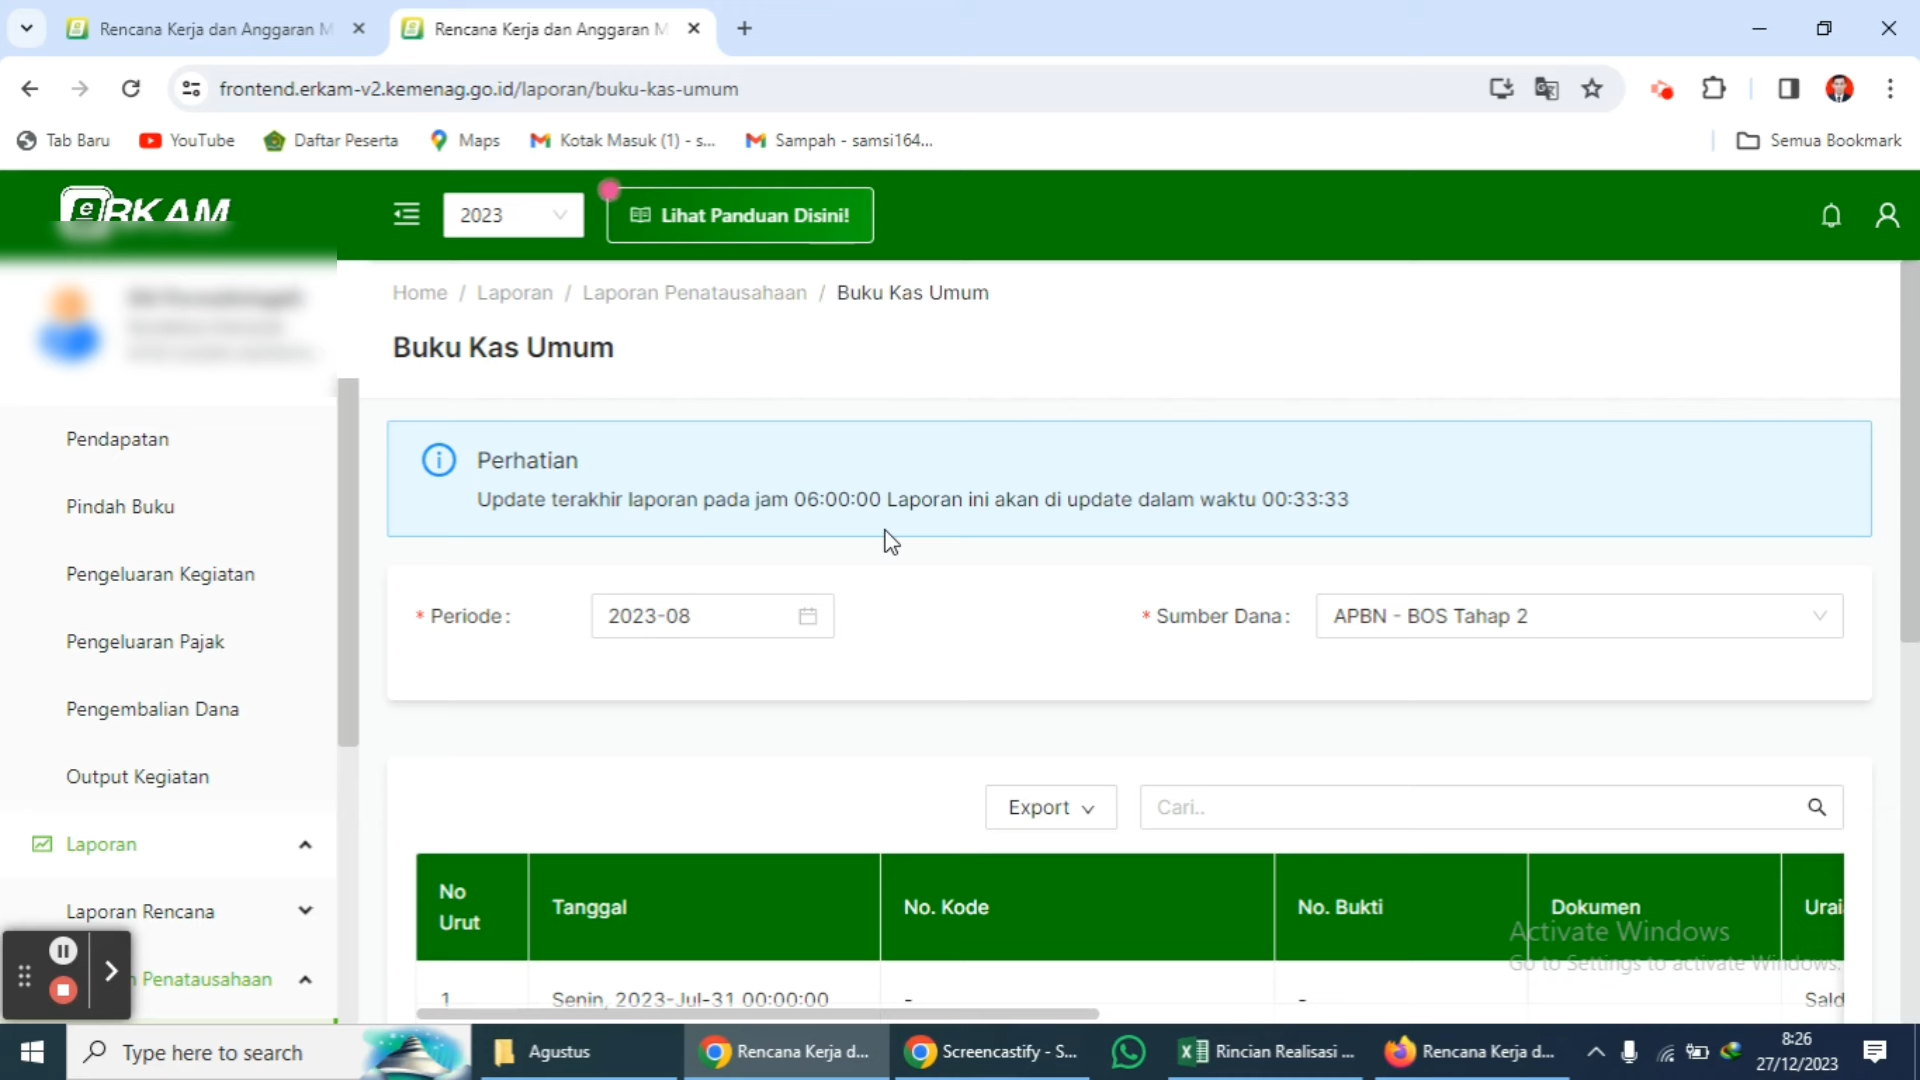 Rencana Kerja dan Anggaran M
Rencana Kerja dan Anggaran M
frontend.erkam-v2.kemenag.go.id/laporan/buku-kas-umum
Tab Baru
YouTube
Daftar Peserta
Maps
Kotak Masuk (1) - s...
Sampah - samsi164...
Semua Bookmark
eRKAM
2023
Lihat Panduan Disini!
Home / Laporan / Laporan Penatausahaan / Buku Kas Umum
Buku Kas Umum
Perhatian
Update terakhir laporan pada jam 06:00:00 Laporan ini akan di update dalam waktu 00:33:33
Pendapatan
Pindah Buku
Pengeluaran Kegiatan
Pengeluaran Pajak
Pengembalian Dana
Output Kegiatan
Laporan
Laporan Rencana
Penatausahaan
* Periode :
2023-08
* Sumber Dana :
APBN - BOS Tahap 2
Export
Cari..
No Urut
Tanggal
No. Kode
No. Bukti
Dokumen
Urai
1
Senin, 2023-Jul-31 00:00:00
-
-
Sald
Activate Windows
Go to Settings to activate Windows.
Type here to search
Agustus
Rencana Kerja d...
Screencastify - S...
Rincian Realisasi ...
Rencana Kerja d...
8:26
27/12/2023